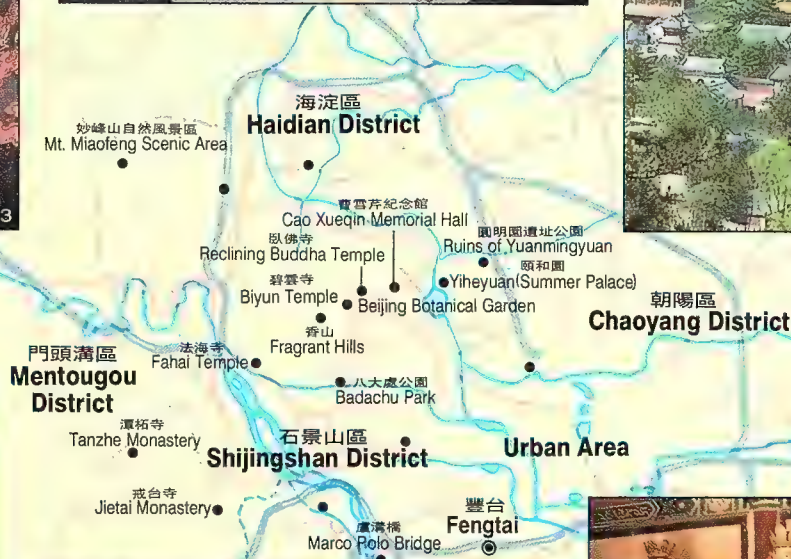 海淀區
Haidian District
妙峰山自然風景區
Mt. Miaofeng Scenic Area
3
曹雪芹紀念館
Cao Xueqin Memorial Hall
臥佛寺
Reclining Buddha Temple
圓明園遺址公園
Ruins of Yuanmingyuan
頤和園
Yiheyuan(Summer Palace)
碧雲寺
Biyun Temple
Beijing Botanical Garden
香山
Fragrant Hills
朝陽區
Chaoyang District
門頭溝區
Mentougou
District
法海寺
Fahai Temple
八大處公園
Badachu Park
潭柘寺
Tanzhe Monastery
石景山區
Shijingshan District
Urban Area
戒台寺
Jietai Monastery
盧溝橋
Marco Polo Bridge
豐台
Fengtai